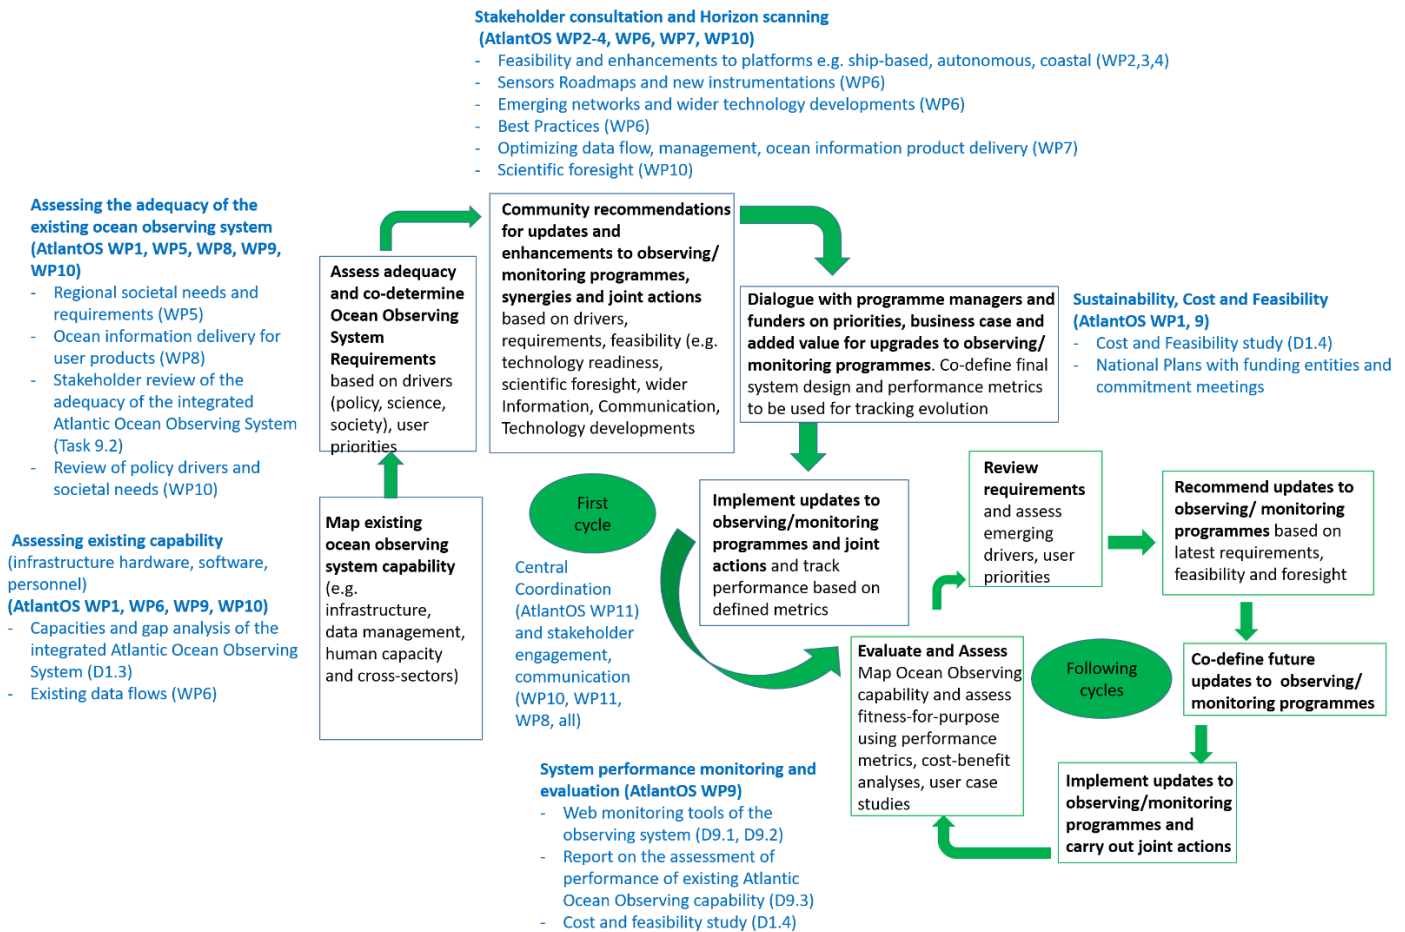 Stakeholder consultation and Horizon scanning
(AtlantOS WP2-4, WP6, WP7, WP10)
- Feasibility and enhancements to platforms e.g. ship-based, autonomous, coastal (WP2,3,4)
- Sensors Roadmaps and new instrumentations (WP6)
- Emerging networks and wider technology developments (WP6)
- Best Practices (WP6)
- Optimizing data flow, management, ocean information product delivery (WP7)
- Scientific foresight (WP10)
Assessing the adequacy of the
existing ocean observing system
(AtlantOS WP1, WP5, WP8, WP9,
WP10)
- Regional societal needs and
requirements (WP5)
- Ocean information delivery for
user products (WP8)
- Stakeholder review of the
adequacy of the integrated
Atlantic Ocean Observing System
(Task 9.2)
- Review of policy drivers and
societal needs (WP10)
Assess adequacy
and co-determine
Ocean Observing
System
Requirements
based on drivers
(policy, science,
society), user
priorities
Community recommendations
for updates and
enhancements to observing/
monitoring programmes,
synergies and joint actions
based on drivers,
requirements, feasibility (e.g.
technology readiness,
scientific foresight, wider
Information, Communication,
Technology developments
Dialogue with programme managers and
funders on priorities, business case and
added value for upgrades to observing/
monitoring programmes. Co-define final
system design and performance metrics
to be used for tracking evolution
Sustainability, Cost and Feasibility
(AtlantOS WP1, 9)
- Cost and Feasibility study (D1.4)
- National Plans with funding entities and
commitment meetings
Assessing existing capability
(infrastructure hardware, software,
personnel)
(AtlantOS WP1, WP6, WP9, WP10)
- Capacities and gap analysis of the
integrated Atlantic Ocean Observing
System (D1.3)
- Existing data flows (WP6)
Map existing
ocean observing
system capability
(e.g.
infrastructure,
data management,
human capacity
and cross-sectors)
First
cycle
Central
Coordination
(AtlantOS WP11)
and stakeholder
engagement,
communication
(WP10, WP11,
WP8, all)
Implement updates to
observing/monitoring
programmes and joint
actions and track
performance based on
defined metrics
Review
requirements
and assess
emerging
drivers, user
priorities
Recommend updates to
observing/ monitoring
programmes based on
latest requirements,
feasibility and foresight
Evaluate and Assess
Map Ocean Observing
capability and assess
fitness-for-purpose
using performance
metrics, cost-benefit
analyses, user case
studies
Following
cycles
Co-define future
updates to observing/
monitoring programmes
Implement updates to
observing/monitoring
programmes and
carry out joint actions
System performance monitoring and
evaluation (AtlantOS WP9)
- Web monitoring tools of the
observing system (D9.1, D9.2)
- Report on the assessment of
performance of existing Atlantic
Ocean Observing capability (D9.3)
- Cost and feasibility study (D1.4)